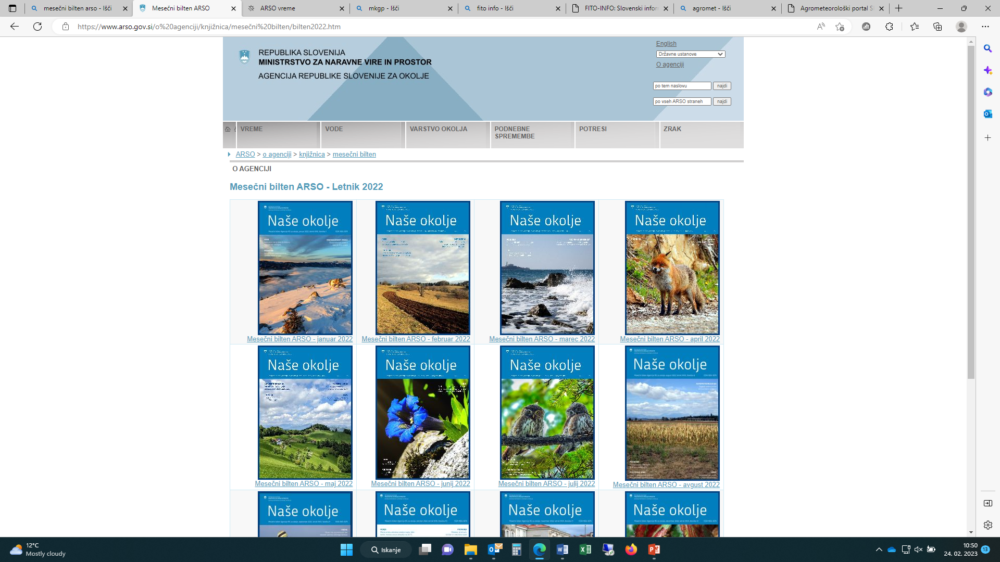 mesečni bilten arso - Išči
Mesečni bilten ARSO
ARSO vreme
mkgp - Išči
fito info - Išči
FITO-INFO: Slovenski infor
agromet - Išči
Agrometeorološki portal S
https://www.arso.gov.si/o%20agenciji/knjižnica/mesečni%20bilten/bilten2022.htm
REPUBLIKA SLOVENIJA
MINISTRSTVO ZA NARAVNE VIRE IN PROSTOR
AGENCIJA REPUBLIKE SLOVENIJE ZA OKOLJE
English
Državne ustanove
O agenciji
po tem naslovu
najdi
po vseh ARSO straneh
najdi
VREME
VODE
VARSTVO OKOLJA
PODNEBNE
SPREMEMBE
POTRESI
ZRAK
ARSO > o agenciji > knjižnica > mesečni bilten
O AGENCIJI
Mesečni bilten ARSO - Letnik 2022
Naše okolje
Naše okolje
Naše okolje
Naše okolje
Mesečni bilten ARSO - januar 2022
Mesečni bilten ARSO - februar 2022
Mesečni bilten ARSO - marec 2022
Mesečni bilten ARSO - april 2022
Naše okolje
Naše okolje
Naše okolje
Naše okolje
Mesečni bilten ARSO - maj 2022
Mesečni bilten ARSO - junij 2022
Mesečni bilten ARSO - julij 2022
Mesečni bilten ARSO - avgust 2022
Naše okolje
Naše okolje
Naše okolje
Naše okolje
12°C
Mostly cloudy
Iskanje
10:50
24. 02. 2023
13